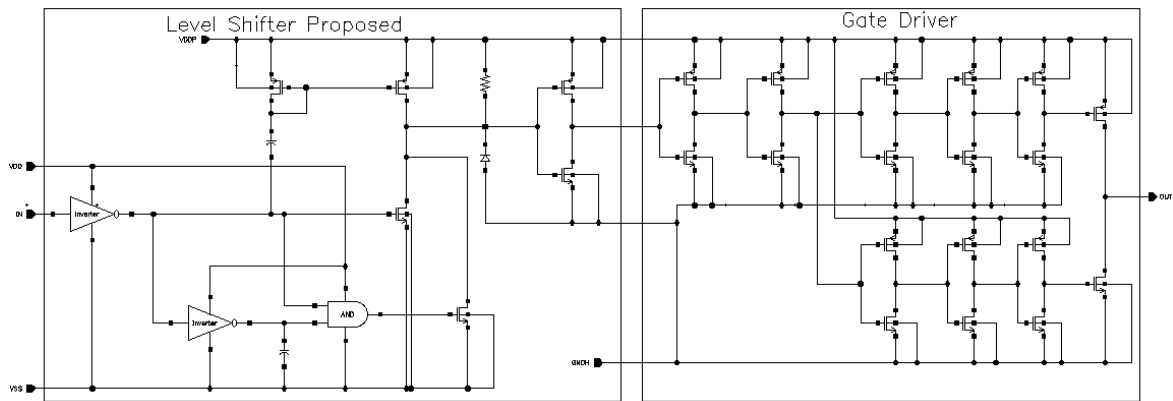 Level Shifter Proposed
Gate Driver
VDDP
VDD
IN
Inverter
OUT
Inverter
AND
GNDH
VSS